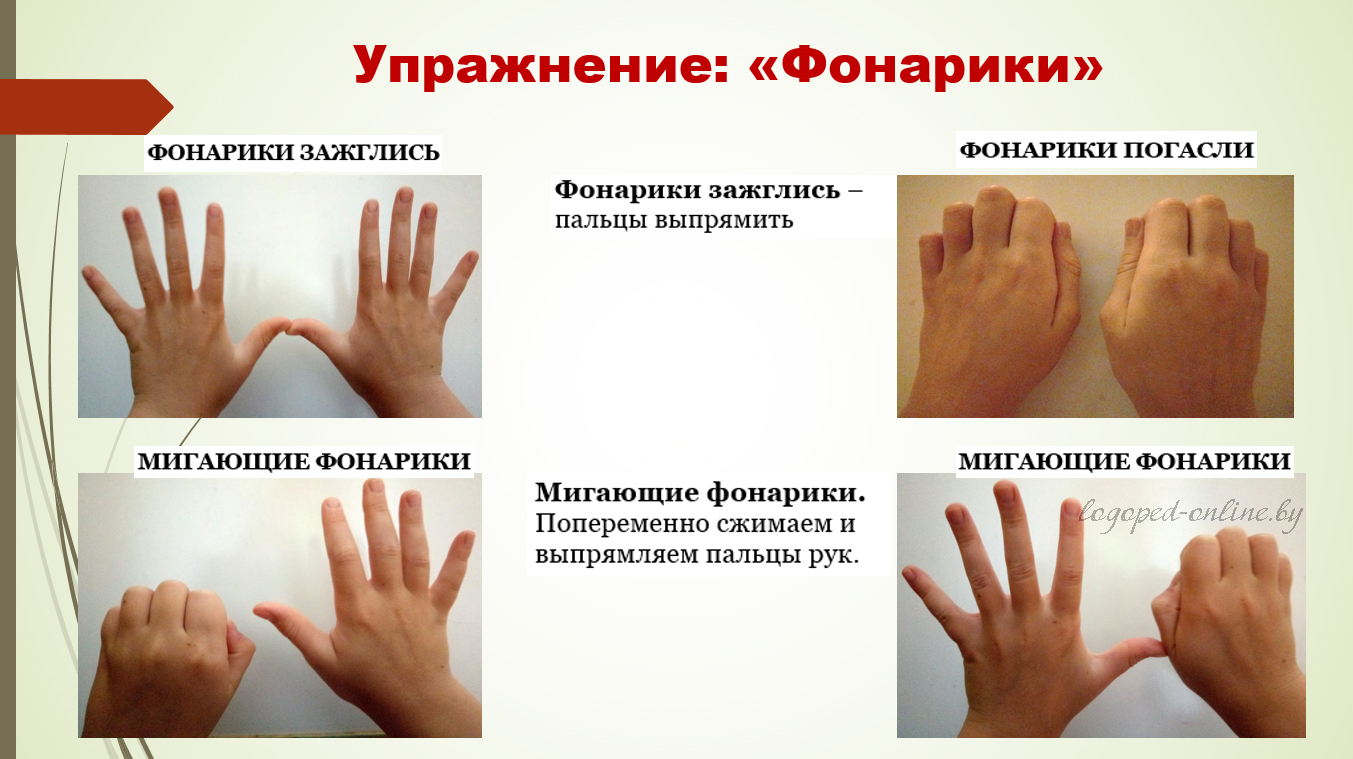 Упражнение: «Фонарики»
ФОНАРИКИ ЗАЖГЛИСЬ
ФОНАРИКИ ПОГАСЛИ
Фонарики зажглись –
пальцы выпрямить
МИГАЮЩИЕ ФОНАРИКИ
МИГАЮЩИЕ ФОНАРИКИ
Мигающие фонарики.
Попеременно сжимаем и
выпрямляем пальцы рук.
logoped-online.by